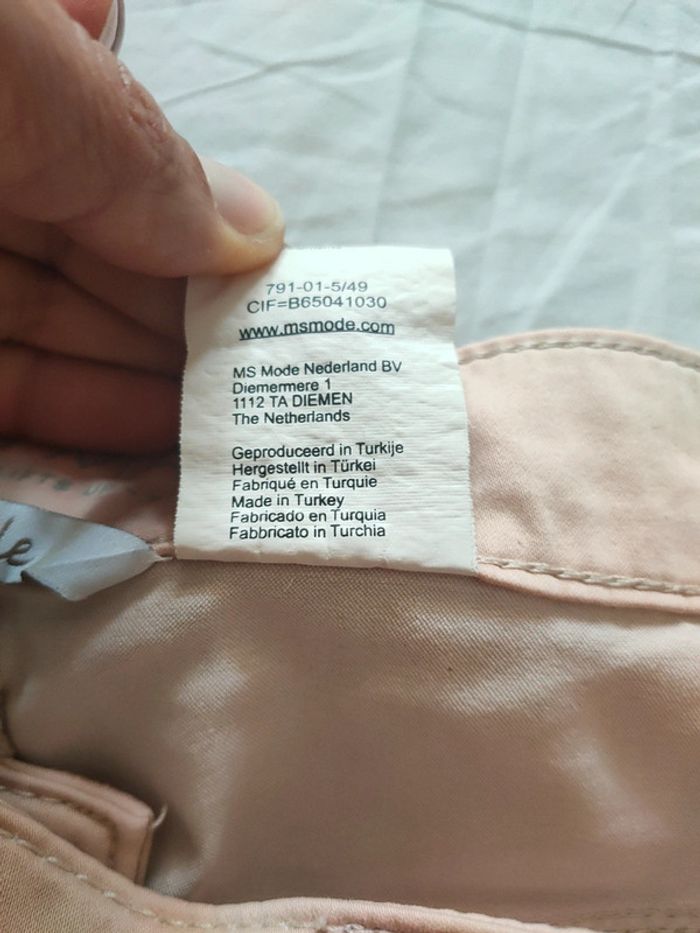 791-01-5/49
CIF=B65041030
www.msmode.com
MS Mode Nederland BV
Diemermere 1
1112 TA DIEMEN
The Netherlands
Geproduceerd in Turkije
Hergestellt in Türkei
Fabriqué en Turquie
Made in Turkey
Fabricado en Turquia
Fabbricato in Turchia